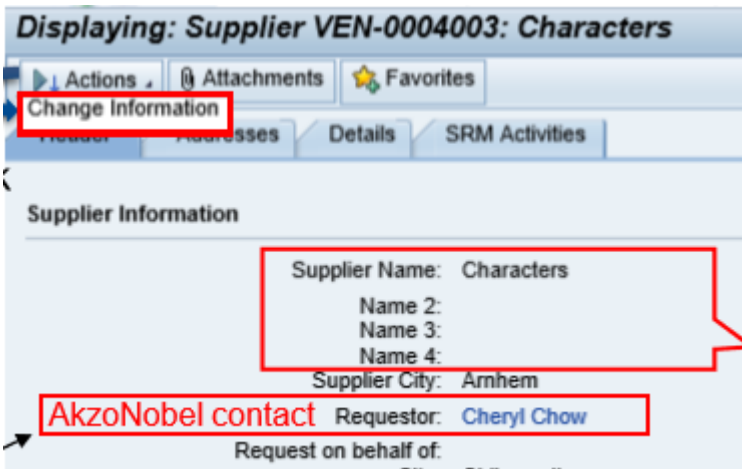 Displaying: Supplier VEN-0004003: Characters
Actions Attachments Favorites
Change Information
Addresses Details SRM Activities
Supplier Information
Supplier Name: Characters
Name 2:
Name 3:
Name 4:
Supplier City: Arnhem
AkzoNobel contact Requestor: Cheryl Chow
Request on behalf of: